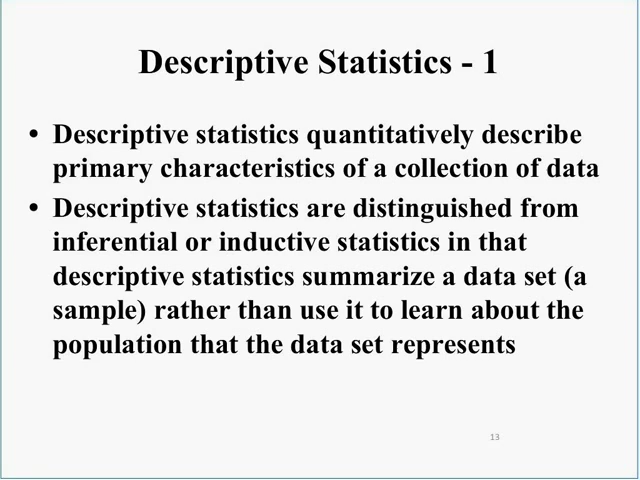 Descriptive Statistics - 1
• Descriptive statistics quantitatively describe
primary characteristics of a collection of data
• Descriptive statistics are distinguished from
inferential or inductive statistics in that
descriptive statistics summarize a data set (a
sample) rather than use it to learn about the
population that the data set represents
13